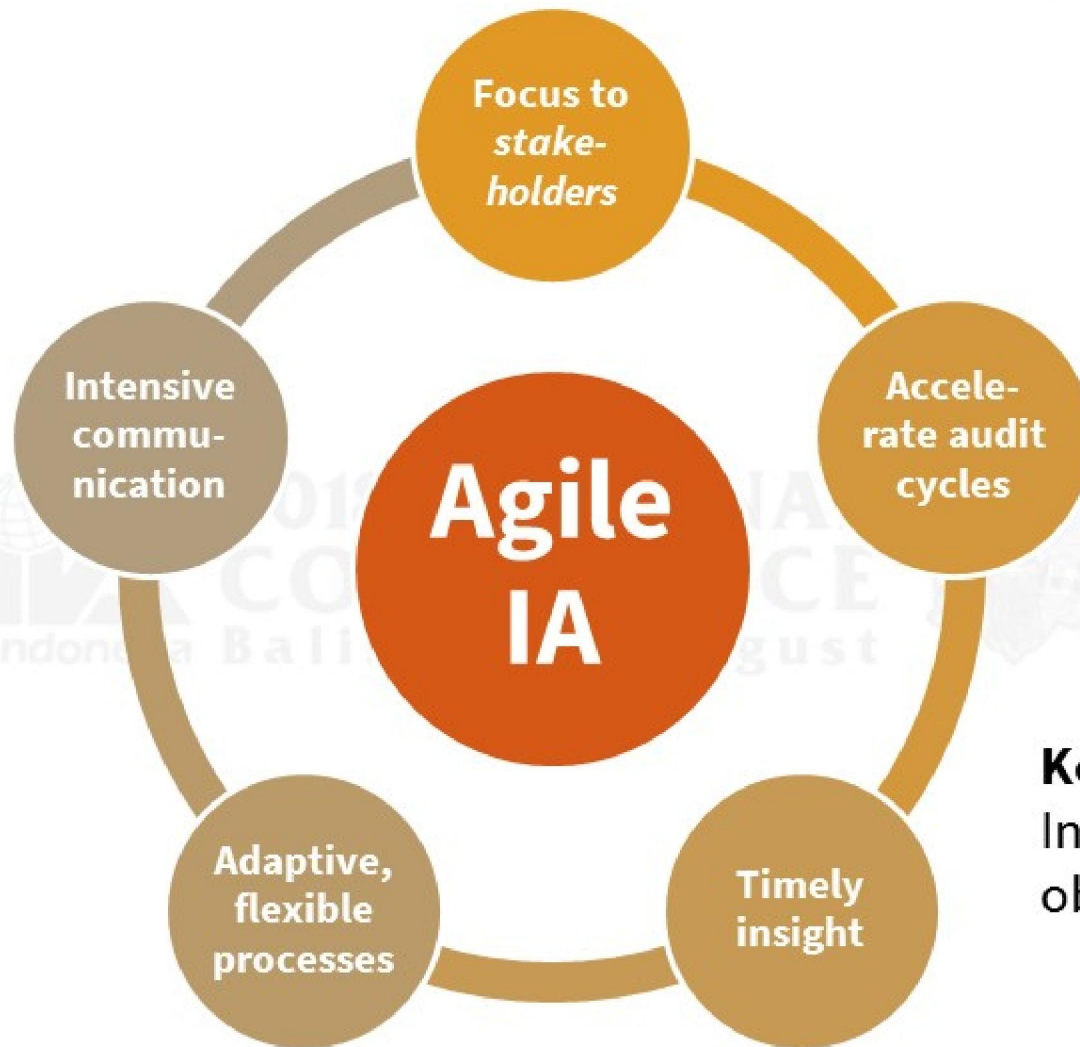 Focus to
stake-
holders
Intensive
commu-
nication
Accele-
rate audit
cycles
Agile
IA
Adaptive,
flexible
processes
Timely
insight